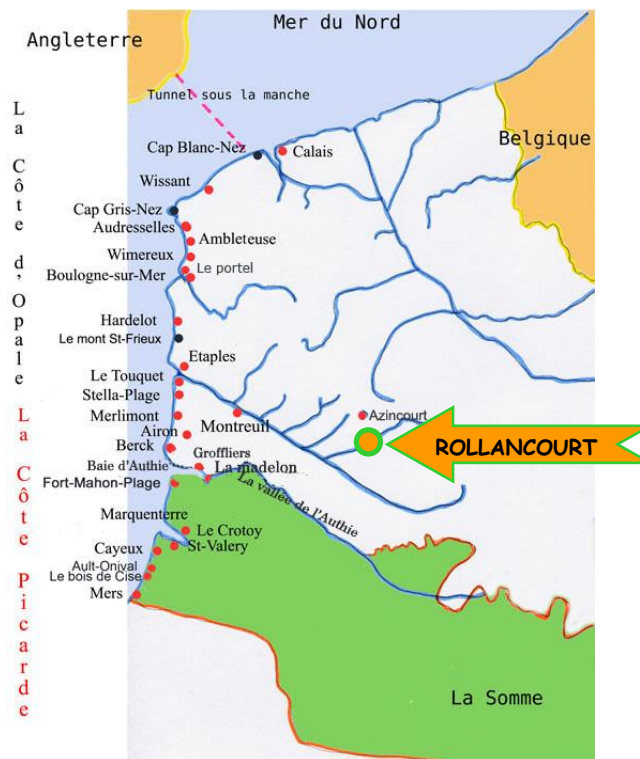 Mer du Nord
Angleterre
Tunnel sous la manche
Belgique
Cap Blanc-Nez
Calais
Wissant
Cap Gris-Nez
Audresselles
Ambleteuse
Wimereux
Le portel
Boulogne-sur-Mer
Hardelot
Le mont St-Frieux
Etaples
Le Touquet
Stella-Plage
Merlimont
Montreuil
Azincourt
Airon
ROLLANCOURT
Berck
Groffliers
Baie d'Authie
La madelon
Fort-Mahon-Plage
La vallée de l'Authie
Marquenterre
Le Crotoy
St-Valery
Cayeux
Ault-Onival
Le bois de Cise
Mers
La Somme
La Côte d'Opale
La Côte Picarde